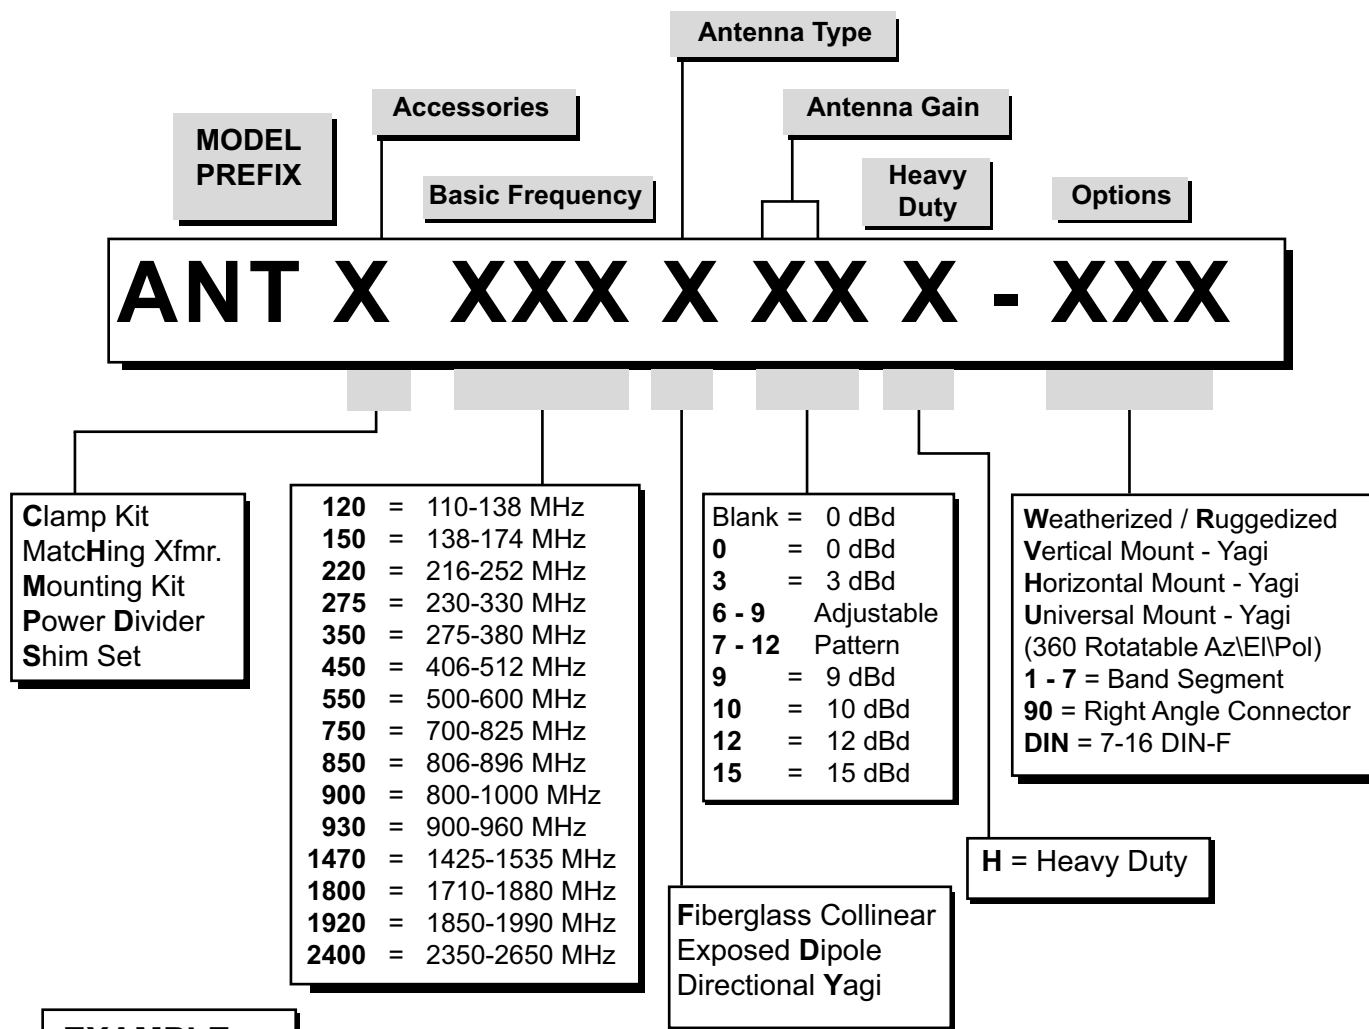 Antenna Type
Accessories
Antenna Gain
MODEL
PREFIX
Basic Frequency
Heavy
Duty
Options
ANT X XXX X XX X - XXX
Clamp Kit
MatcHing Xfmr.
Mounting Kit
Power Divider
Shim Set
120 = 110-138 MHz
150 = 138-174 MHz
220 = 216-252 MHz
275 = 230-330 MHz
350 = 275-380 MHz
450 = 406-512 MHz
550 = 500-600 MHz
750 = 700-825 MHz
850 = 806-896 MHz
900 = 800-1000 MHz
930 = 900-960 MHz
1470 = 1425-1535 MHz
1800 = 1710-1880 MHz
1920 = 1850-1990 MHz
2400 = 2350-2650 MHz
Blank = 0 dBd
0 = 0 dBd
3 = 3 dBd
6 - 9 Adjustable
7 - 12 Pattern
9 = 9 dBd
10 = 10 dBd
12 = 12 dBd
15 = 15 dBd
Weatherized / Ruggedized
Vertical Mount - Yagi
Horizontal Mount - Yagi
Universal Mount - Yagi
(360 Rotatable Az\El\Pol)
1 - 7 = Band Segment
90 = Right Angle Connector
DIN = 7-16 DIN-F
H = Heavy Duty
Fiberglass Collinear
Exposed Dipole
Directional Yagi
EXAMPLE